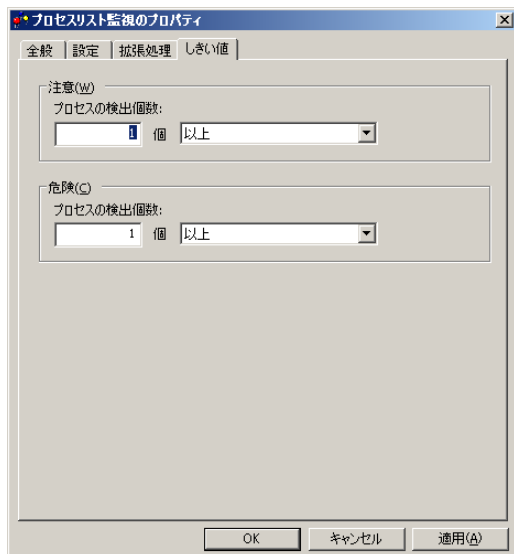 プロセスリスト監視のプロパティ
全般 設定 拡張処理 しきい値
注意(W)
プロセスの検出個数:
1 個 以上
危険(C)
プロセスの検出個数:
1 個 以上
OK キャンセル 適用(A)